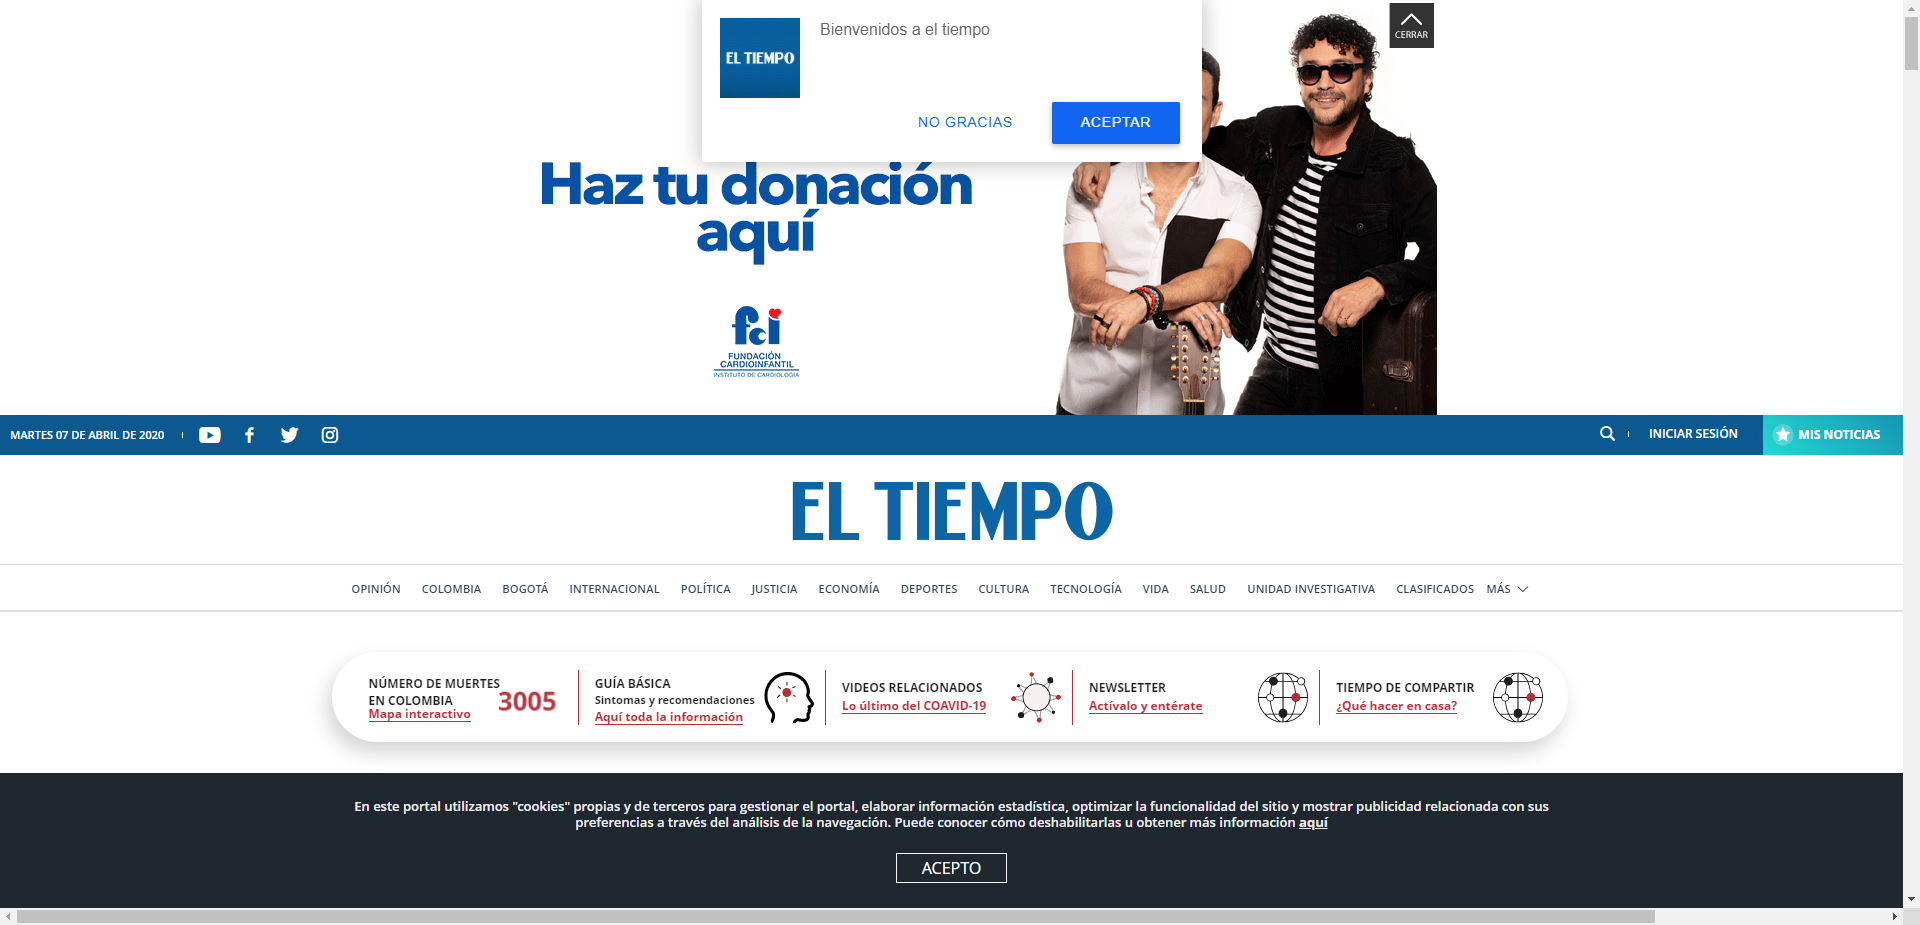 Bienvenidos a el tiempo
EL TIEMPO
NO GRACIAS
ACEPTAR
CERRAR
Haz tu donación
aquí
fci
FUNDACIÓN
CARDIOINFANTIL
INSTITUTO DE CARDIOLOGÍA
MARTES 07 DE ABRIL DE 2020
INICIAR SESIÓN
MIS NOTICIAS
EL TIEMPO
OPINIÓN COLOMBIA BOGOTÁ INTERNACIONAL POLÍTICA JUSTICIA ECONOMÍA DEPORTES CULTURA TECNOLOGÍA VIDA SALUD UNIDAD INVESTIGATIVA CLASIFICADOS MÁS
NÚMERO DE MUERTES
EN COLOMBIA
3005
Mapa interactivo
GUÍA BÁSICA
Sintomas y recomendaciones
Aquí toda la información
VIDEOS RELACIONADOS
Lo último del COAVID-19
NEWSLETTER
Actívalo y entérate
TIEMPO DE COMPARTIR
¿Qué hacer en casa?
En este portal utilizamos "cookies" propias y de terceros para gestionar el portal, elaborar información estadística, optimizar la funcionalidad del sitio y mostrar publicidad relacionada con sus
preferencias a través del análisis de la navegación. Puede conocer cómo deshabilitarlas u obtener más información aquí
ACEPTO